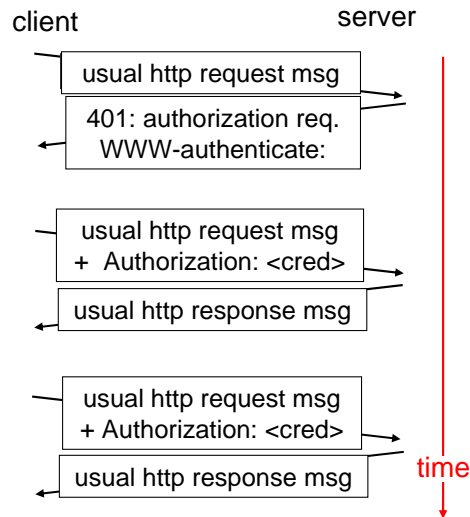 client
server
usual http request msg
401: authorization req.
WWW-authenticate:
usual http request msg
+ Authorization: <cred>
usual http response msg
usual http request msg
+ Authorization: <cred>
usual http response msg
time